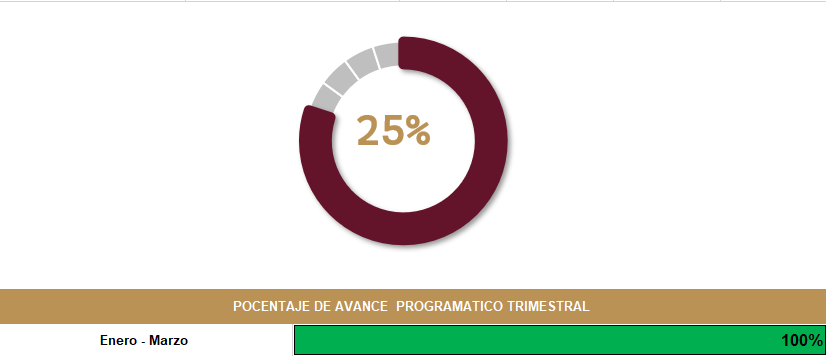 25%
POCENTAJE DE AVANCE  PROGRAMATICO TRIMESTRAL
Enero - Marzo 100%